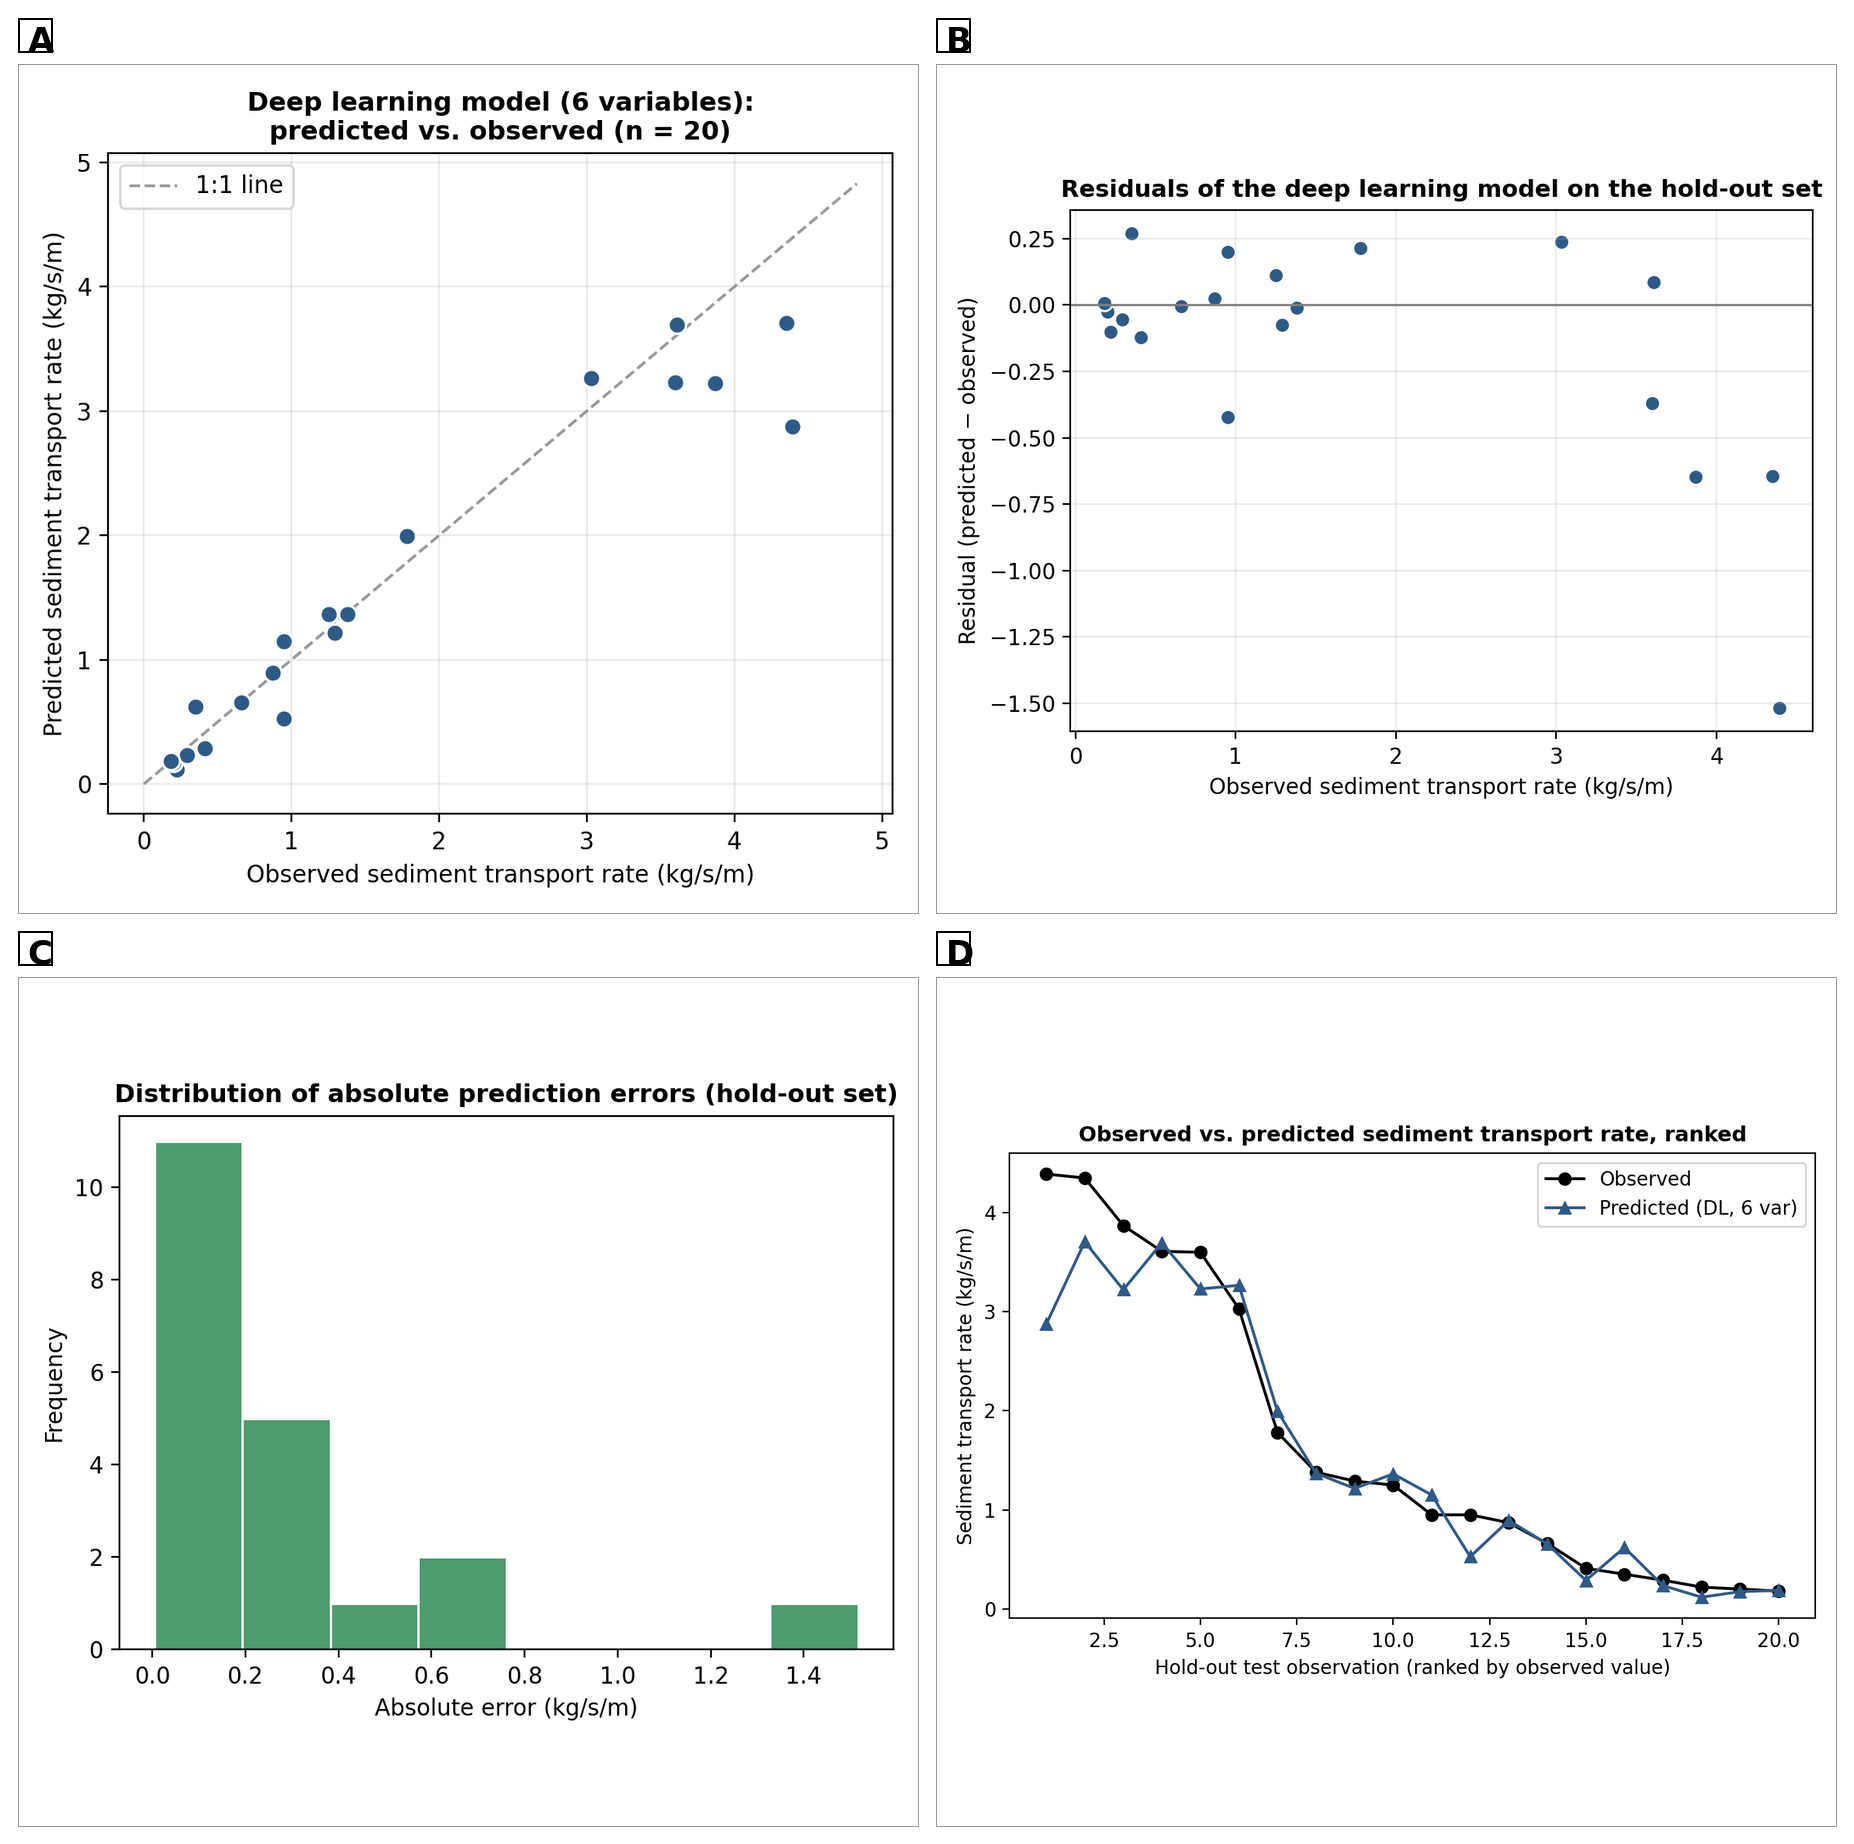 A
Deep learning model (6 variables):
predicted vs. observed (n = 20)
1:1 line
Predicted sediment transport rate (kg/s/m)
5
4
3
2
1
0
0 1 2 3 4 5
Observed sediment transport rate (kg/s/m)
B
Residuals of the deep learning model on the hold-out set
Residual (predicted − observed)
0.25
0.00
−0.25
−0.50
−0.75
−1.00
−1.25
−1.50
0 1 2 3 4
Observed sediment transport rate (kg/s/m)
C
Distribution of absolute prediction errors (hold-out set)
Frequency
10
8
6
4
2
0
0.0 0.2 0.4 0.6 0.8 1.0 1.2 1.4
Absolute error (kg/s/m)
D
Observed vs. predicted sediment transport rate, ranked
Observed
Predicted (DL, 6 var)
Sediment transport rate (kg/s/m)
4
3
2
1
0
2.5 5.0 7.5 10.0 12.5 15.0 17.5 20.0
Hold-out test observation (ranked by observed value)